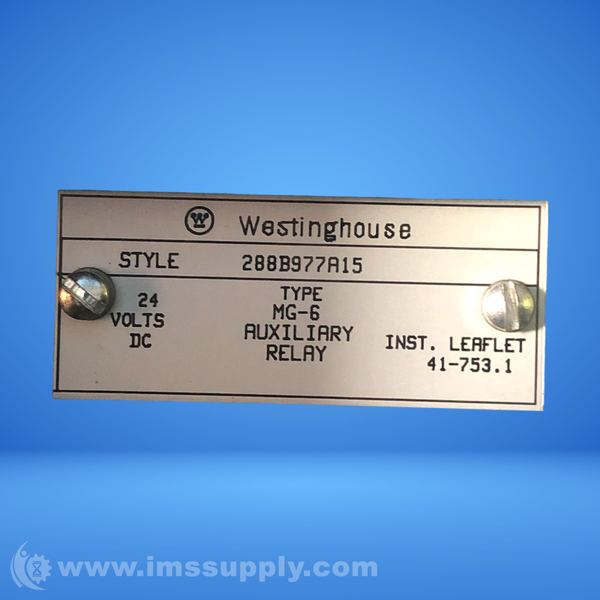 Westinghouse
STYLE 288B977A15
24
VOLTS
DC
TYPE
MG-6
AUXILIARY
RELAY
INST. LEAFLET
41-753.1
www.imssupply.com